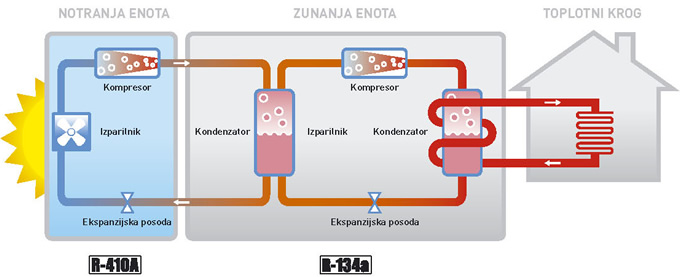 NOTRANJA ENOTA
ZUNANJA ENOTA
TOPLOTNI KROG
Kompresor
Kompresor
Izparilnik
Kondenzator
Izparilnik
Kondenzator
Ekspanzijska posoda
Ekspanzijska posoda
R-410A
R-134a